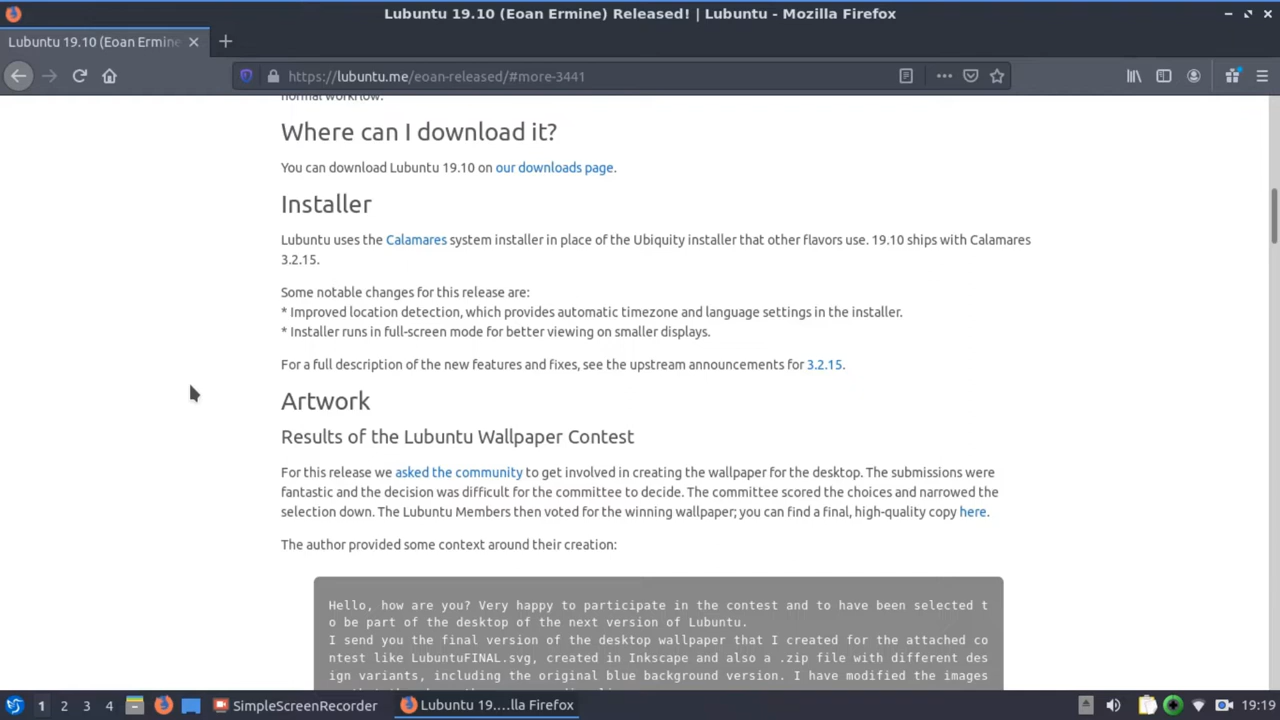 Lubuntu 19.10 (Eoan Ermine) Released! | Lubuntu - Mozilla Firefox
Lubuntu 19.10 (Eoan Ermine
https://lubuntu.me/eoan-released/#more-3441
normal workflow.
Where can I download it?
You can download Lubuntu 19.10 on our downloads page.
Installer
Lubuntu uses the Calamares system installer in place of the Ubiquity installer that other flavors use. 19.10 ships with Calamares
3.2.15.
Some notable changes for this release are:
* Improved location detection, which provides automatic timezone and language settings in the installer.
* Installer runs in full-screen mode for better viewing on smaller displays.
For a full description of the new features and fixes, see the upstream announcements for 3.2.15.
Artwork
Results of the Lubuntu Wallpaper Contest
For this release we asked the community to get involved in creating the wallpaper for the desktop. The submissions were
fantastic and the decision was difficult for the committee to decide. The committee scored the choices and narrowed the
selection down. The Lubuntu Members then voted for the winning wallpaper; you can find a final, high-quality copy here.
The author provided some context around their creation:
Hello, how are you? Very happy to participate in the contest and to have been selected t
o be part of the desktop of the next version of Lubuntu.
I send you the final version of the desktop wallpaper that I created for the attached co
ntest like LubuntuFINAL.svg, created in Inkscape and also a .zip file with different des
ign variants, including the original blue background version. I have modified the images
1 2 3 4 SimpleScreenRecorder Lubuntu 19....lla Firefox 19:19